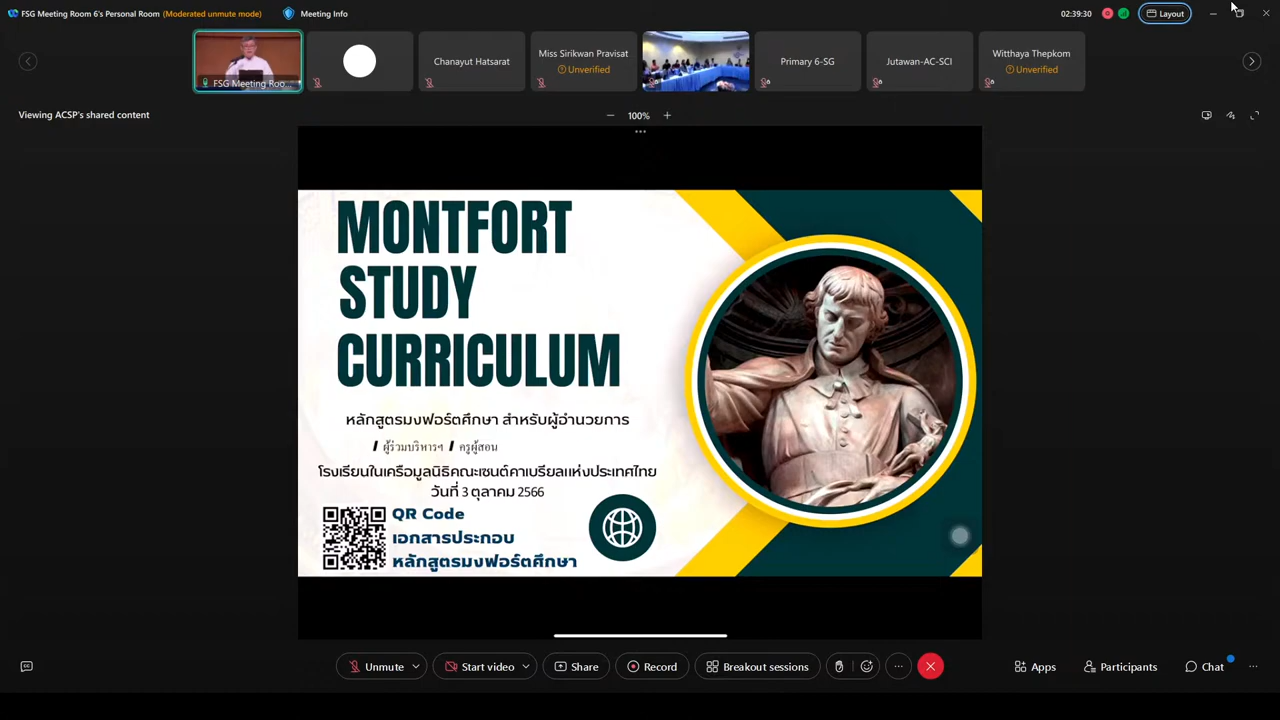 FSG Meeting Room 6's Personal Room (Moderated unmute mode) Meeting Info 02:39:30 Layout
FSG Meeting Roo...
Chanayut Hatsarat
Miss Sirikwan Pravisat
Unverified
Primary 6-SG
Jutawan-AC-SCI
Witthaya Thepkom
Unverified
Viewing ACSP's shared content
100%
MONTFORT
STUDY
CURRICULUM
หลักสูตรมงฟอร์ตศึกษา สำหรับผู้อำนวยการ
/ ผู้ร่วมบริหารฯ / ครูผู้สอน
โรงเรียนในเครือมูลนิธิคณะเซนต์คาเบรียลแห่งประเทศไทย
วันที่ 3 ตุลาคม 2566
QR Code
เอกสารประกอบ
หลักสูตรมงฟอร์ตศึกษา
Unmute Start video Share Record Breakout sessions Apps Participants Chat